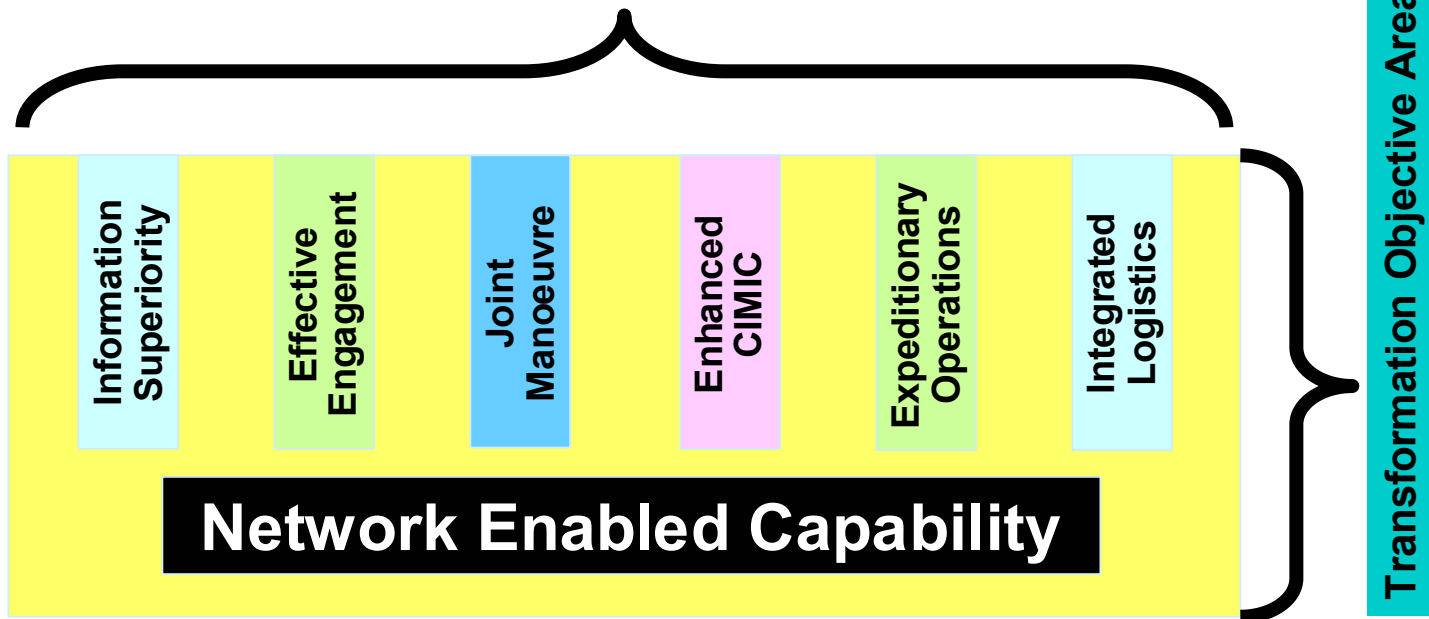 Information
Superiority
Effective
Engagement
Joint
Manoeuvre
Enhanced
CIMIC
Expeditionary
Operations
Integrated
Logistics
Network Enabled Capability
Transformation Objective Area